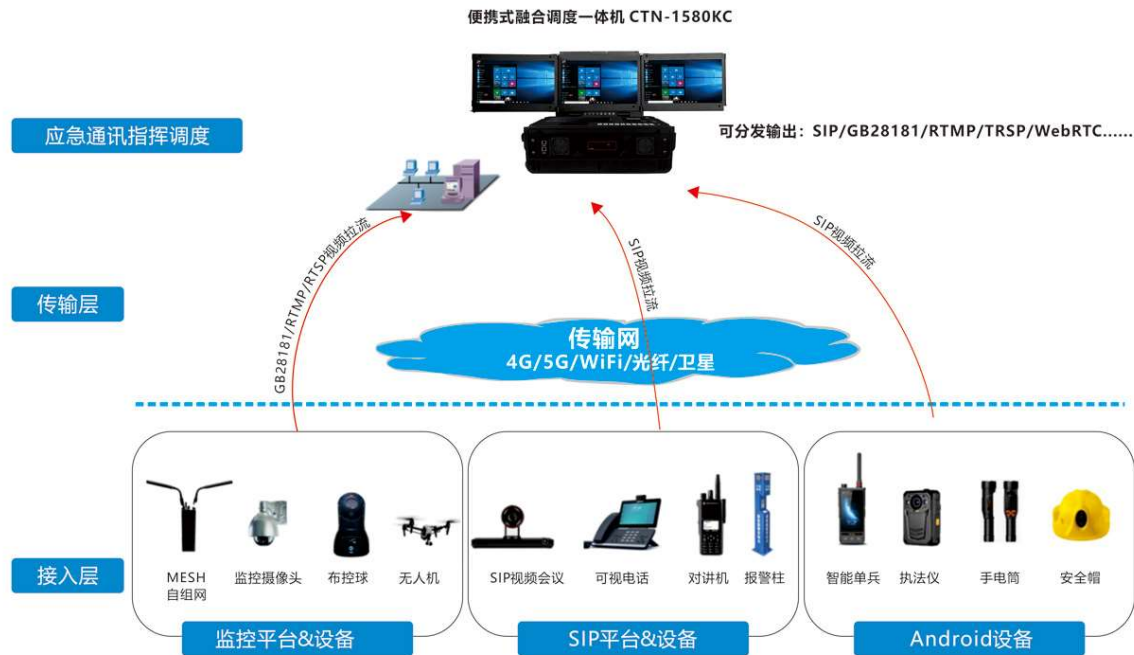 便携式融合调度一体机 CTN-1580KC
应急通讯指挥调度
可分发输出：SIP/GB28181/RTMP/TRSP/WebRTC......
GB28181/RTMP/RTSP视频拉流
SIP视频拉流
SIP视频拉流
传输层
传输网
4G/5G/WiFi/光纤/卫星
接入层
MESH
自组网
监控摄像头
布控球
无人机
SIP视频会议
可视电话
对讲机
报警柱
智能单兵
执法仪
手电筒
安全帽
监控平台&设备
SIP平台&设备
Android设备